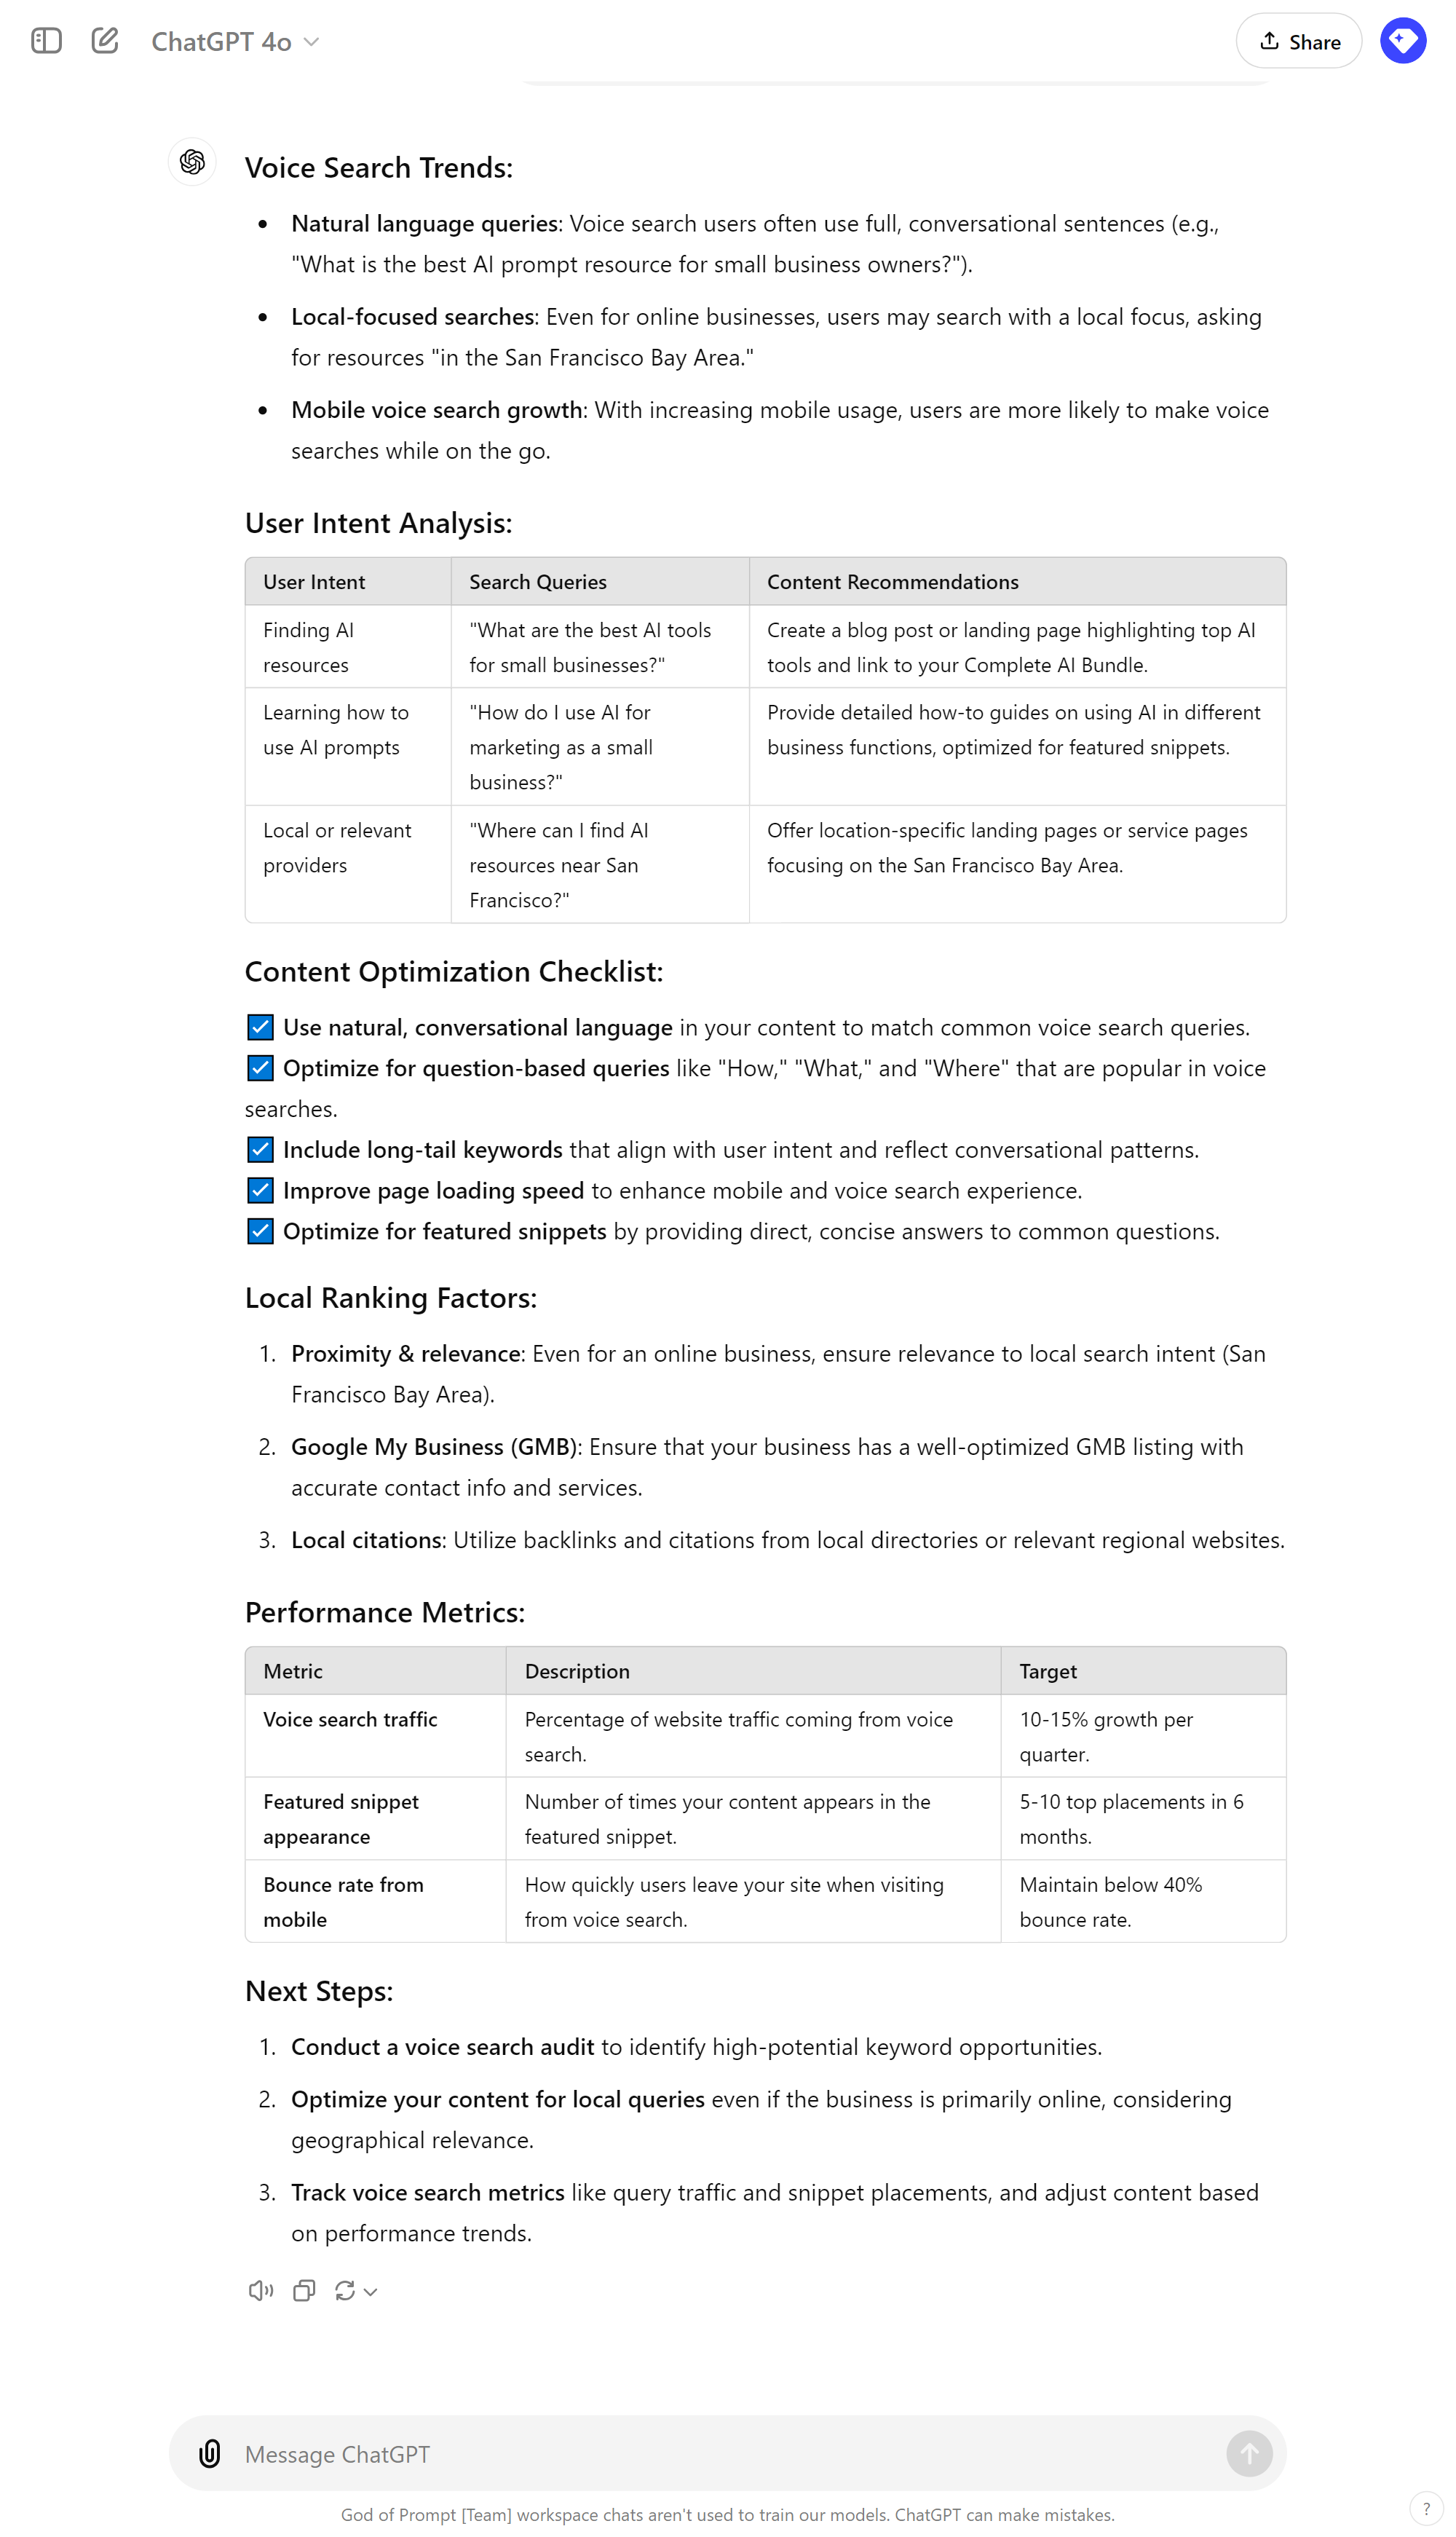 ChatGPT 4o
Share
Voice Search Trends:
Natural language queries: Voice search users often use full, conversational sentences (e.g.,
"What is the best AI prompt resource for small business owners?").
Local-focused searches: Even for online businesses, users may search with a local focus, asking
for resources "in the San Francisco Bay Area."
Mobile voice search growth: With increasing mobile usage, users are more likely to make voice
searches while on the go.
User Intent Analysis:
User Intent Search Queries Content Recommendations
Finding AI "What are the best AI tools Create a blog post or landing page highlighting top AI
resources for small businesses?" tools and link to your Complete AI Bundle.
Learning how to "How do I use AI for Provide detailed how-to guides on using AI in different
use AI prompts marketing as a small business functions, optimized for featured snippets.
business?"
Local or relevant "Where can I find AI Offer location-specific landing pages or service pages
providers resources near San focusing on the San Francisco Bay Area.
Francisco?"
Content Optimization Checklist:
☑ Use natural, conversational language in your content to match common voice search queries.
☑ Optimize for question-based queries like "How," "What," and "Where" that are popular in voice
searches.
☑ Include long-tail keywords that align with user intent and reflect conversational patterns.
☑ Improve page loading speed to enhance mobile and voice search experience.
☑ Optimize for featured snippets by providing direct, concise answers to common questions.
Local Ranking Factors:
1. Proximity & relevance: Even for an online business, ensure relevance to local search intent (San
Francisco Bay Area).
2. Google My Business (GMB): Ensure that your business has a well-optimized GMB listing with
accurate contact info and services.
3. Local citations: Utilize backlinks and citations from local directories or relevant regional websites.
Performance Metrics:
Metric Description Target
Voice search traffic Percentage of website traffic coming from voice 10-15% growth per
search. quarter.
Featured snippet Number of times your content appears in the 5-10 top placements in 6
appearance featured snippet. months.
Bounce rate from How quickly users leave your site when visiting Maintain below 40%
mobile from voice search. bounce rate.
Next Steps:
1. Conduct a voice search audit to identify high-potential keyword opportunities.
2. Optimize your content for local queries even if the business is primarily online, considering
geographical relevance.
3. Track voice search metrics like query traffic and snippet placements, and adjust content based
on performance trends.
Message ChatGPT
God of Prompt [Team] workspace chats aren't used to train our models. ChatGPT can make mistakes.
?